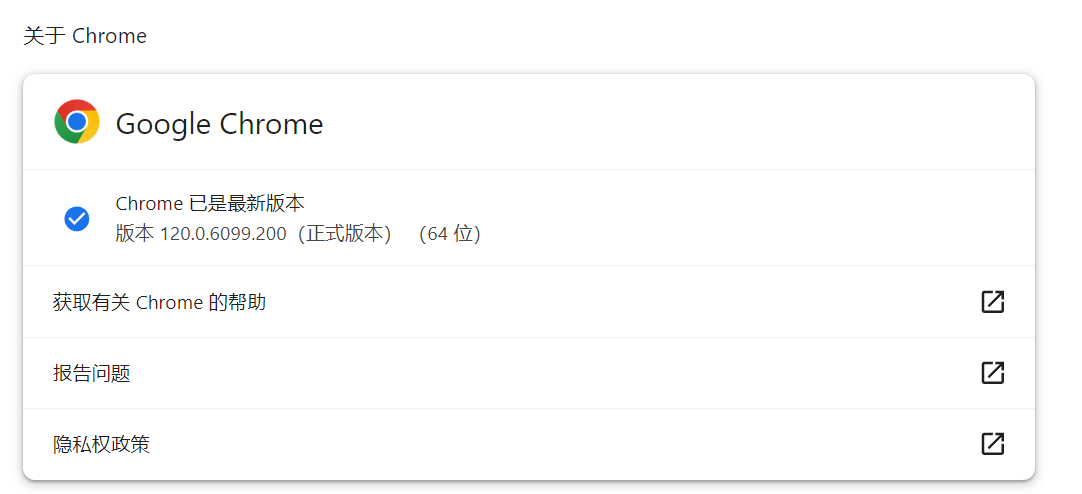 关于 Chrome
Google Chrome
Chrome 已是最新版本
版本 120.0.6099.200（正式版本） （64 位）
获取有关 Chrome 的帮助
报告问题
隐私权政策